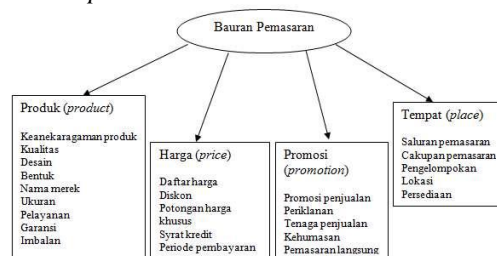 Bauran Pemasaran
Produk (product)
Keanekaragaman produk
Kualitas
Desain
Bentuk
Nama merek
Ukuran
Pelayanan
Garansi
Imbalan
Harga (price)
Daftar harga
Diskon
Potongan harga
khusus
Syrat kredit
Periode pembayaran
Promosi
(promotion)
Promosi penjualan
Periklanan
Tenaga penjualan
Kehumasan
Pemasaran langsung
Tempat (place)
Saluran pemasaran
Cakupan pemasaran
Pengelompokan
Lokasi
Persediaan